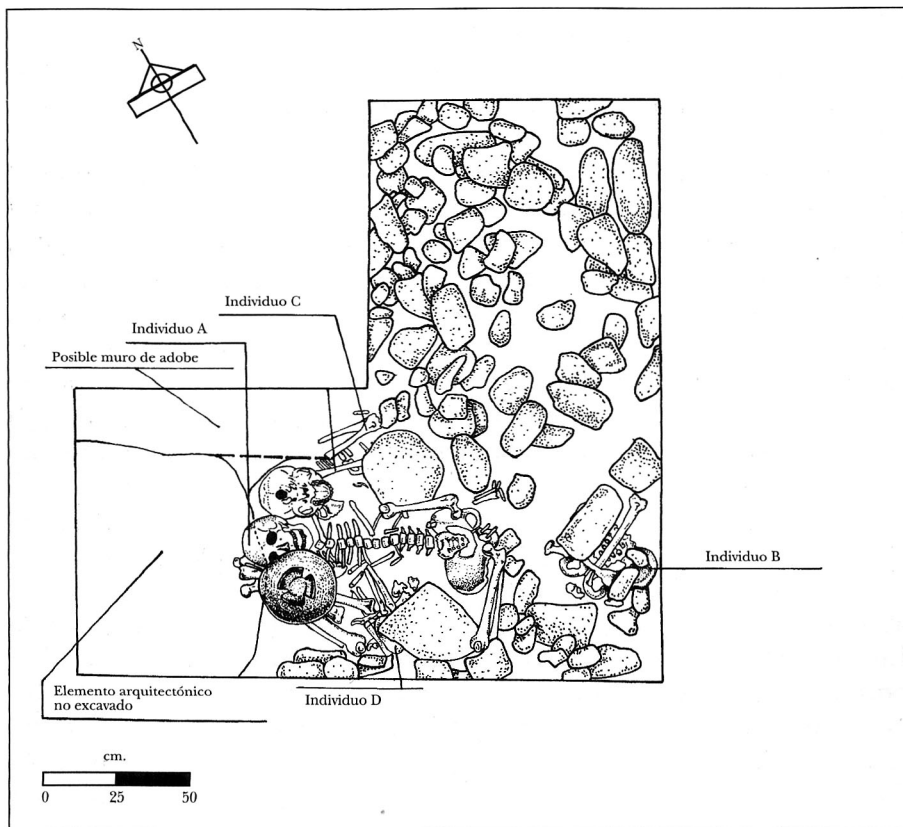 N
Individuo C
Individuo A
Posible muro de adobe
Individuo B
Elemento arquitectónico
no excavado
Individuo D
cm.
0 25 50